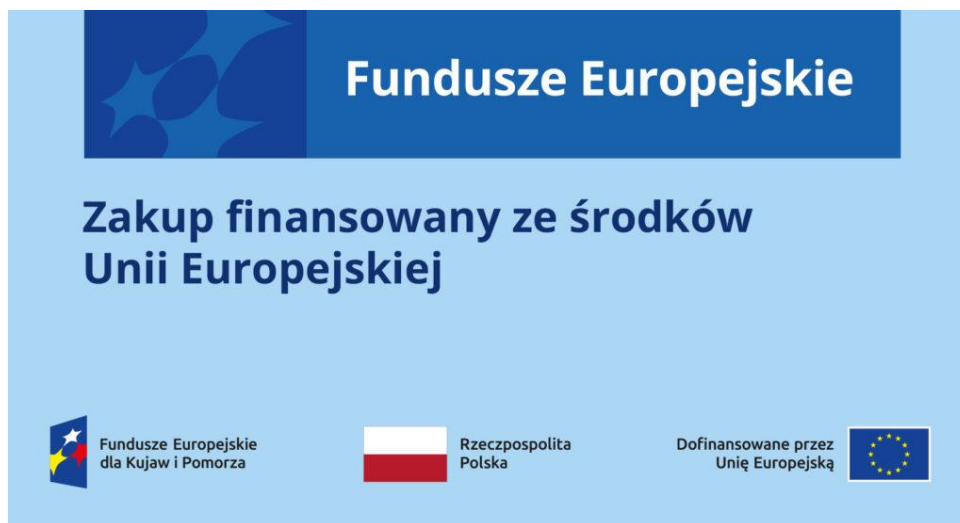 Fundusze Europejskie
Zakup finansowany ze środków
Unii Europejskiej
Fundusze Europejskie
dla Kujaw i Pomorza
Rzeczpospolita
Polska
Dofinansowane przez
Unię Europejską